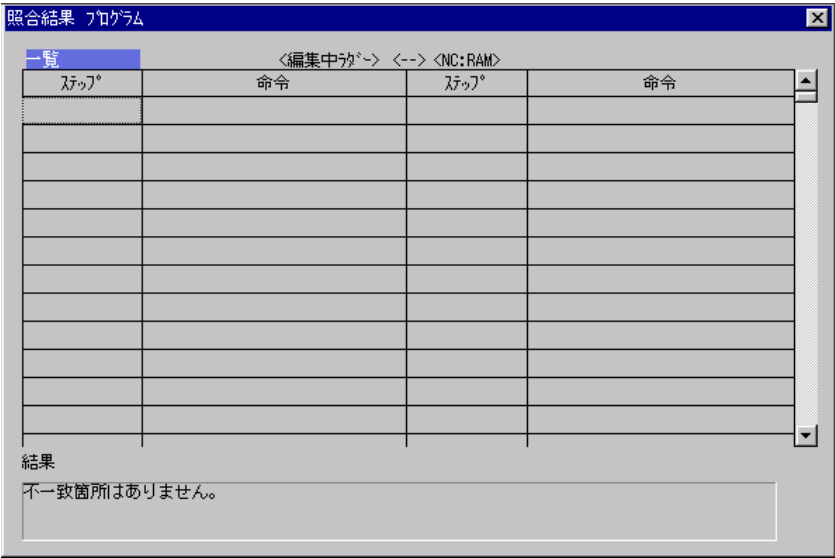 照合結果 ﾌﾟﾛｸﾞﾗﾑ
一覧 <編集中ﾗﾀﾞｰ> <--> <NC:RAM>
ｽﾃｯﾌﾟ 命令 ｽﾃｯﾌﾟ 命令
結果
不一致箇所はありません。